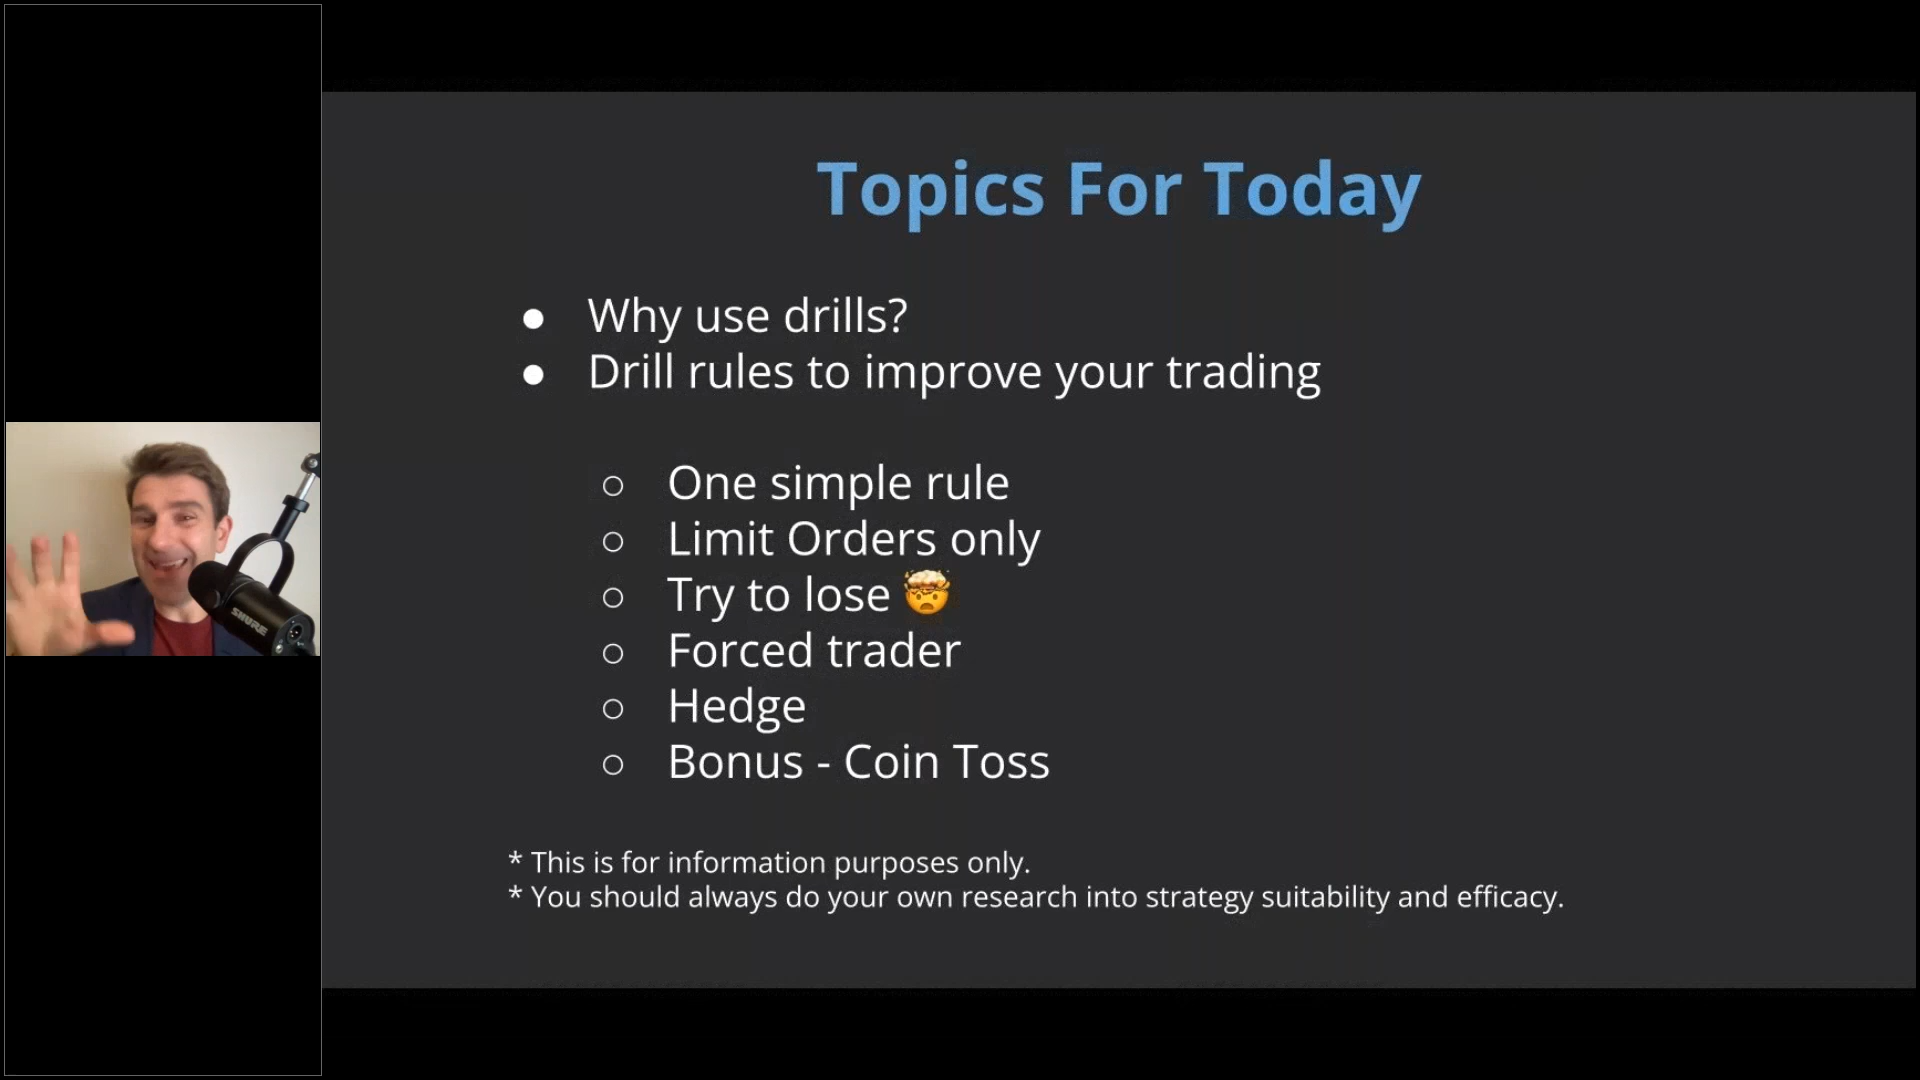 Topics For Today
● Why use drills?
● Drill rules to improve your trading
○ One simple rule
○ Limit Orders only
○ Try to lose 🤯
○ Forced trader
○ Hedge
○ Bonus - Coin Toss
* This is for information purposes only.
* You should always do your own research into strategy suitability and efficacy.
SHURE